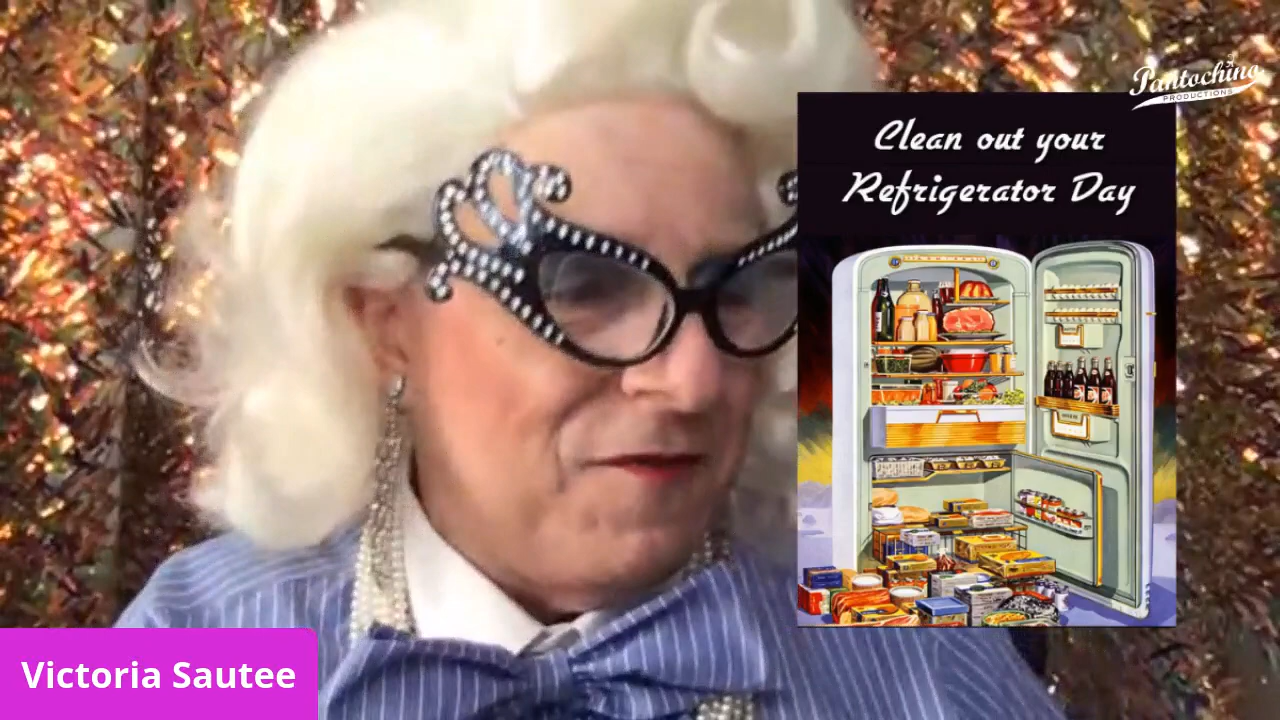 A
Pantochino
PRODUCTIONS
Clean out your
Refrigerator Day
Victoria Sautee